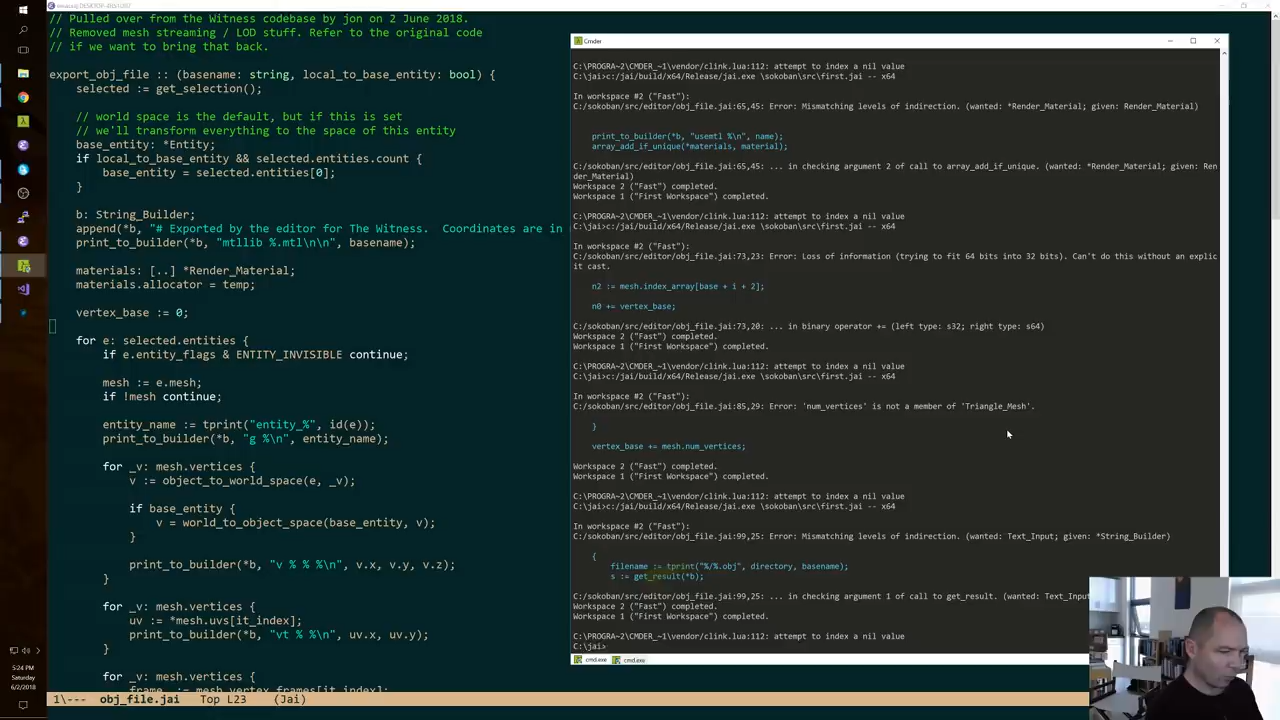 // Pulled over from the Witness codebase by jon on 2 June 2018.
// Removed mesh streaming / LOD stuff. Refer to the original code
// if we want to bring that back.
export_obj_file :: (basename: string, local_to_base_entity: bool) {
selected := get_selection();
// world space is the default, but if this is set
// we'll transform everything to the space of this entity
base_entity: *Entity;
if local_to_base_entity && selected.entities.count {
base_entity = selected.entities[0];
}
b: String_Builder;
append(*b, "# Exported by the editor for The Witness.  Coordinates are in
print_to_builder(*b, "mtllib %.mtl\n\n", basename);
materials: [..] *Render_Material;
materials.allocator = temp;
vertex_base := 0;
for e: selected.entities {
if e.entity_flags & ENTITY_INVISIBLE continue;
mesh := e.mesh;
if !mesh continue;
entity_name := tprint("entity_%", id(e));
print_to_builder(*b, "g %\n", entity_name);
for _v: mesh.vertices {
v := object_to_world_space(e, _v);
if base_entity {
v = world_to_object_space(base_entity, v);
}
print_to_builder(*b, "v % % %\n", v.x, v.y, v.z);
}
for _v: mesh.vertices {
uv := *mesh.uvs[it_index];
print_to_builder(*b, "vt % %\n", uv.x, uv.y);
}
for _v: mesh.vertices {
frame := mesh.vertex_frames[it_index];
1\--- obj_file.jai Top L23 (Jai)
Cmder
C:\PROGRA~2\CMDER_~1\vendor/clink.lua:112: attempt to index a nil value
C:\jai>c:/jai/build/x64/Release/jai.exe \sokoban\src\first.jai -- x64
In workspace #2 ("Fast"):
C:/sokoban/src/editor/obj_file.jai:65,45: Error: Mismatching levels of indirection. (wanted: *Render_Material; given: Render_Material)
print_to_builder(*b, "usemtl %\n", name);
array_add_if_unique(*materials, material);
C:/sokoban/src/editor/obj_file.jai:65,45: ... in checking argument 2 of call to array_add_if_unique. (wanted: *Render_Material; given: Ren
der_Material)
Workspace 2 ("Fast") completed.
Workspace 1 ("First Workspace") completed.
C:\PROGRA~2\CMDER_~1\vendor/clink.lua:112: attempt to index a nil value
C:\jai>c:/jai/build/x64/Release/jai.exe \sokoban\src\first.jai -- x64
In workspace #2 ("Fast"):
C:/sokoban/src/editor/obj_file.jai:73,23: Error: Loss of information (trying to fit 64 bits into 32 bits). Can't do this without an explic
it cast.
n2 := mesh.index_array[base + i + 2];
n0 += vertex_base;
C:/sokoban/src/editor/obj_file.jai:73,20: ... in binary operator += (left type: s32; right type: s64)
Workspace 2 ("Fast") completed.
Workspace 1 ("First Workspace") completed.
C:\PROGRA~2\CMDER_~1\vendor/clink.lua:112: attempt to index a nil value
C:\jai>c:/jai/build/x64/Release/jai.exe \sokoban\src\first.jai -- x64
In workspace #2 ("Fast"):
C:/sokoban/src/editor/obj_file.jai:85,29: Error: 'num_vertices' is not a member of 'Triangle_Mesh'.
}
vertex_base += mesh.num_vertices;
Workspace 2 ("Fast") completed.
Workspace 1 ("First Workspace") completed.
C:\PROGRA~2\CMDER_~1\vendor/clink.lua:112: attempt to index a nil value
C:\jai>c:/jai/build/x64/Release/jai.exe \sokoban\src\first.jai -- x64
In workspace #2 ("Fast"):
C:/sokoban/src/editor/obj_file.jai:99,25: Error: Mismatching levels of indirection. (wanted: Text_Input; given: *String_Builder)
{
filename := tprint("%/%.obj", directory, basename);
s := get_result(*b);
C:/sokoban/src/editor/obj_file.jai:99,25: ... in checking argument 1 of call to get_result. (wanted: Text_Input
Workspace 2 ("Fast") completed.
Workspace 1 ("First Workspace") completed.
C:\PROGRA~2\CMDER_~1\vendor/clink.lua:112: attempt to index a nil value
C:\jai>
cmd.exe cmd.exe
5:24 PM
Saturday
6/2/2018